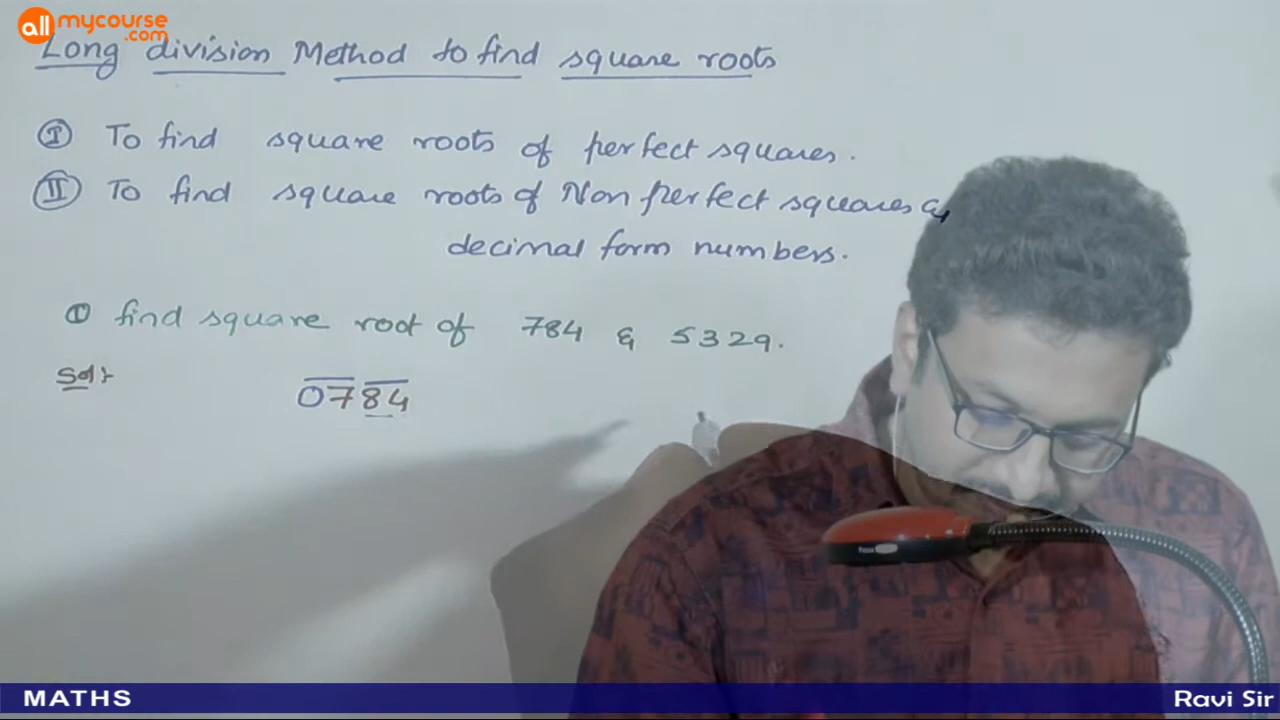 all mycourse.com
Long division Method to find square roots
I To find square roots of perfect squares.
II To find square roots of Non perfect squares &
decimal form numbers.
① find square root of 784 & 5329.
Sol:
0784
MATHS
Ravi Sir